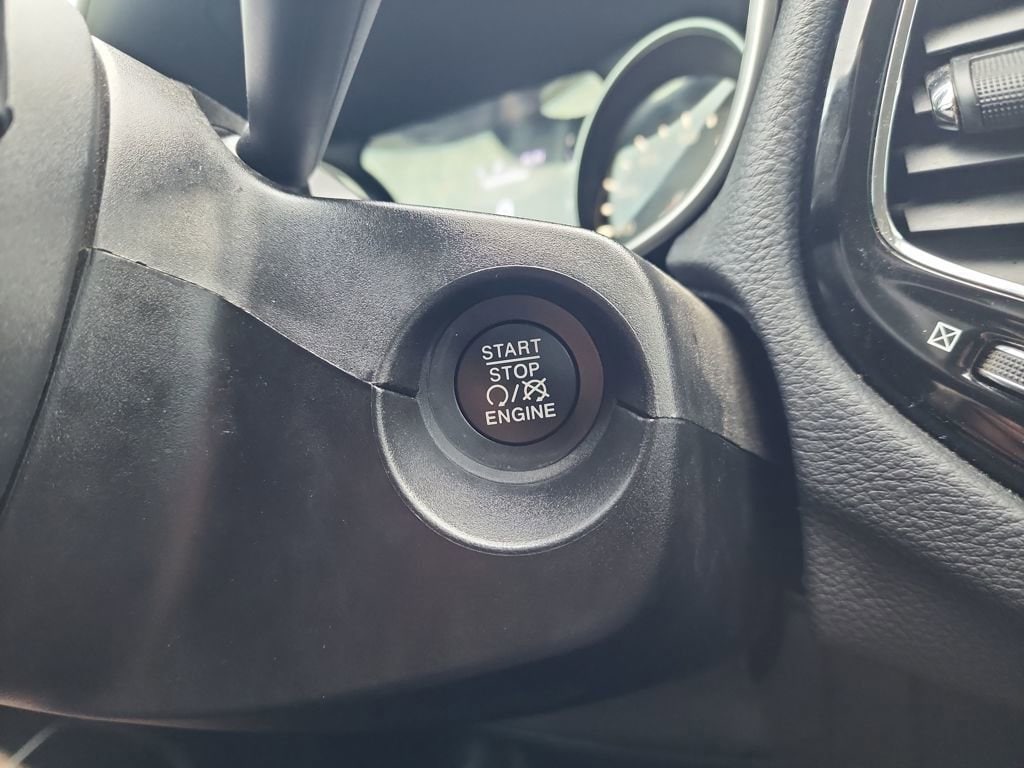 START
STOP
/
ENGINE